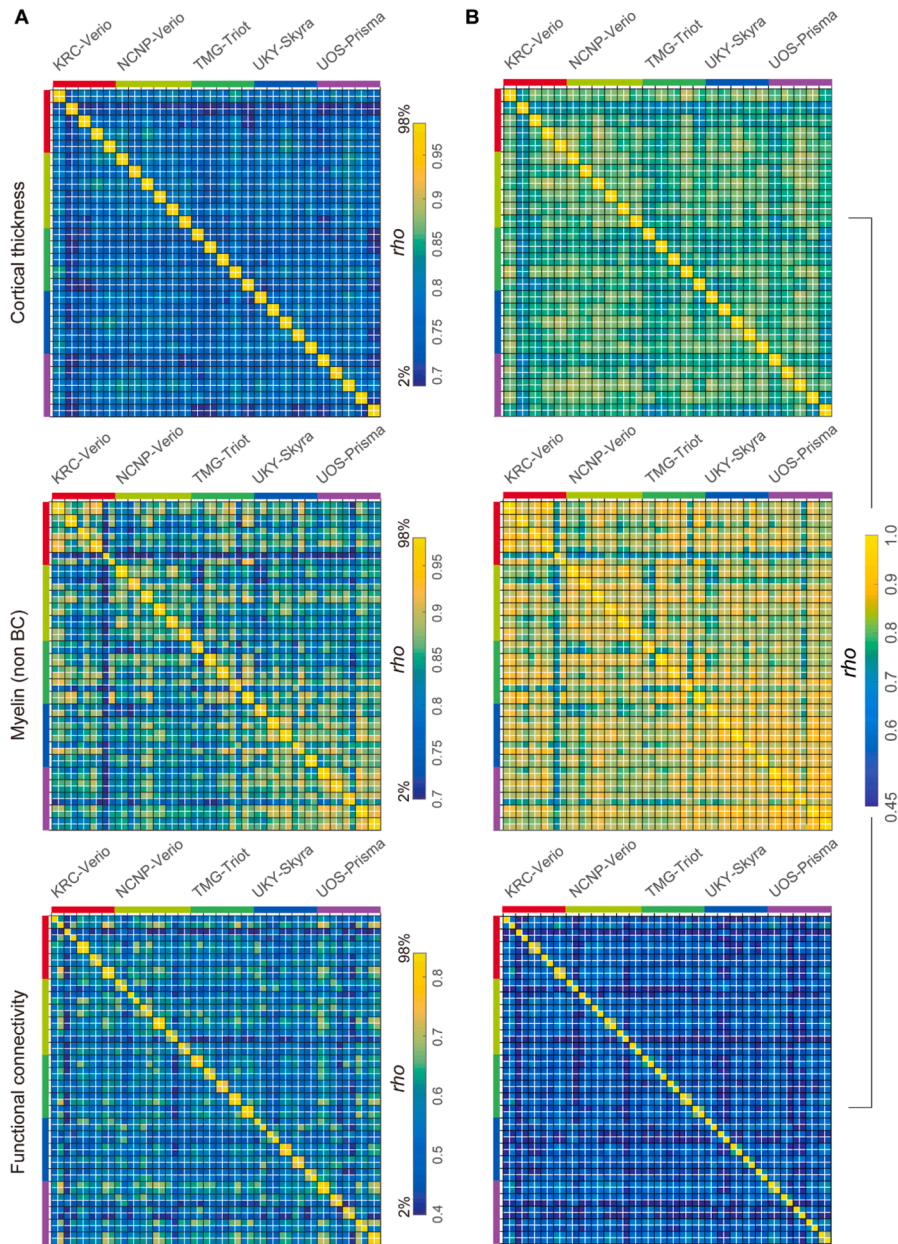 A
B
KRC-Verio
NCNP-Verio
TMG-Triot
UKY-Skyra
UOS-Prisma
KRC-Verio
NCNP-Verio
TMG-Triot
UKY-Skyra
UOS-Prisma
Cortical thickness
98%
0.95
0.9
0.85
0.8
0.75
0.7
2%
rho
KRC-Verio
NCNP-Verio
TMG-Triot
UKY-Skyra
UOS-Prisma
KRC-Verio
NCNP-Verio
TMG-Triot
UKY-Skyra
UOS-Prisma
Myelin (non BC)
98%
0.95
0.9
0.85
0.8
0.75
0.7
2%
rho
1.0
0.9
0.8
0.7
0.6
0.45
rho
KRC-Verio
NCNP-Verio
TMG-Triot
UKY-Skyra
UOS-Prisma
KRC-Verio
NCNP-Verio
TMG-Triot
UKY-Skyra
UOS-Prisma
Functional connectivity
98%
0.8
0.7
0.6
0.5
0.4
2%
rho